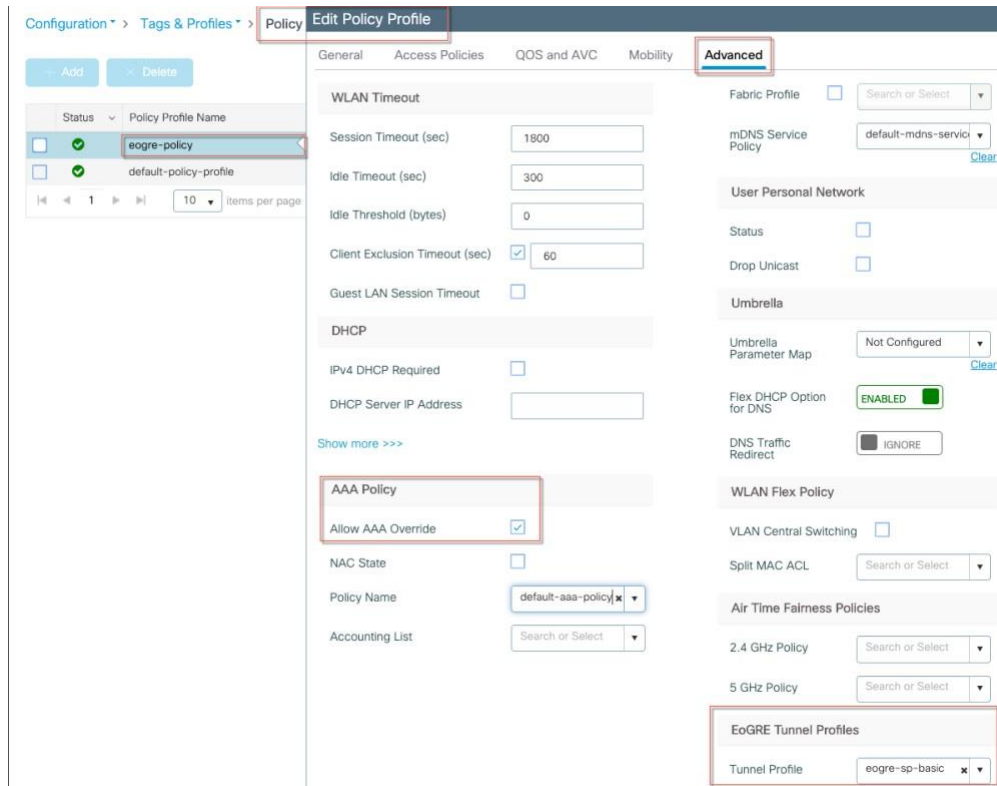 Configuration > Tags & Profiles > Policy
+ Add
× Delete
Status
Policy Profile Name
eogre-policy
default-policy-profile
1
10
items per page
Edit Policy Profile
General
Access Policies
QOS and AVC
Mobility
Advanced
WLAN Timeout
Session Timeout (sec)
1800
Idle Timeout (sec)
300
Idle Threshold (bytes)
0
Client Exclusion Timeout (sec)
60
Guest LAN Session Timeout
DHCP
IPv4 DHCP Required
DHCP Server IP Address
Show more >>>
AAA Policy
Allow AAA Override
NAC State
Policy Name
default-aaa-policy
Accounting List
Search or Select
Fabric Profile
Search or Select
mDNS Service
Policy
default-mdns-servic
Clear
User Personal Network
Status
Drop Unicast
Umbrella
Umbrella
Parameter Map
Not Configured
Clear
Flex DHCP Option
for DNS
ENABLED
DNS Traffic
Redirect
IGNORE
WLAN Flex Policy
VLAN Central Switching
Split MAC ACL
Search or Select
Air Time Fairness Policies
2.4 GHz Policy
Search or Select
5 GHz Policy
Search or Select
EoGRE Tunnel Profiles
Tunnel Profile
eogre-sp-basic